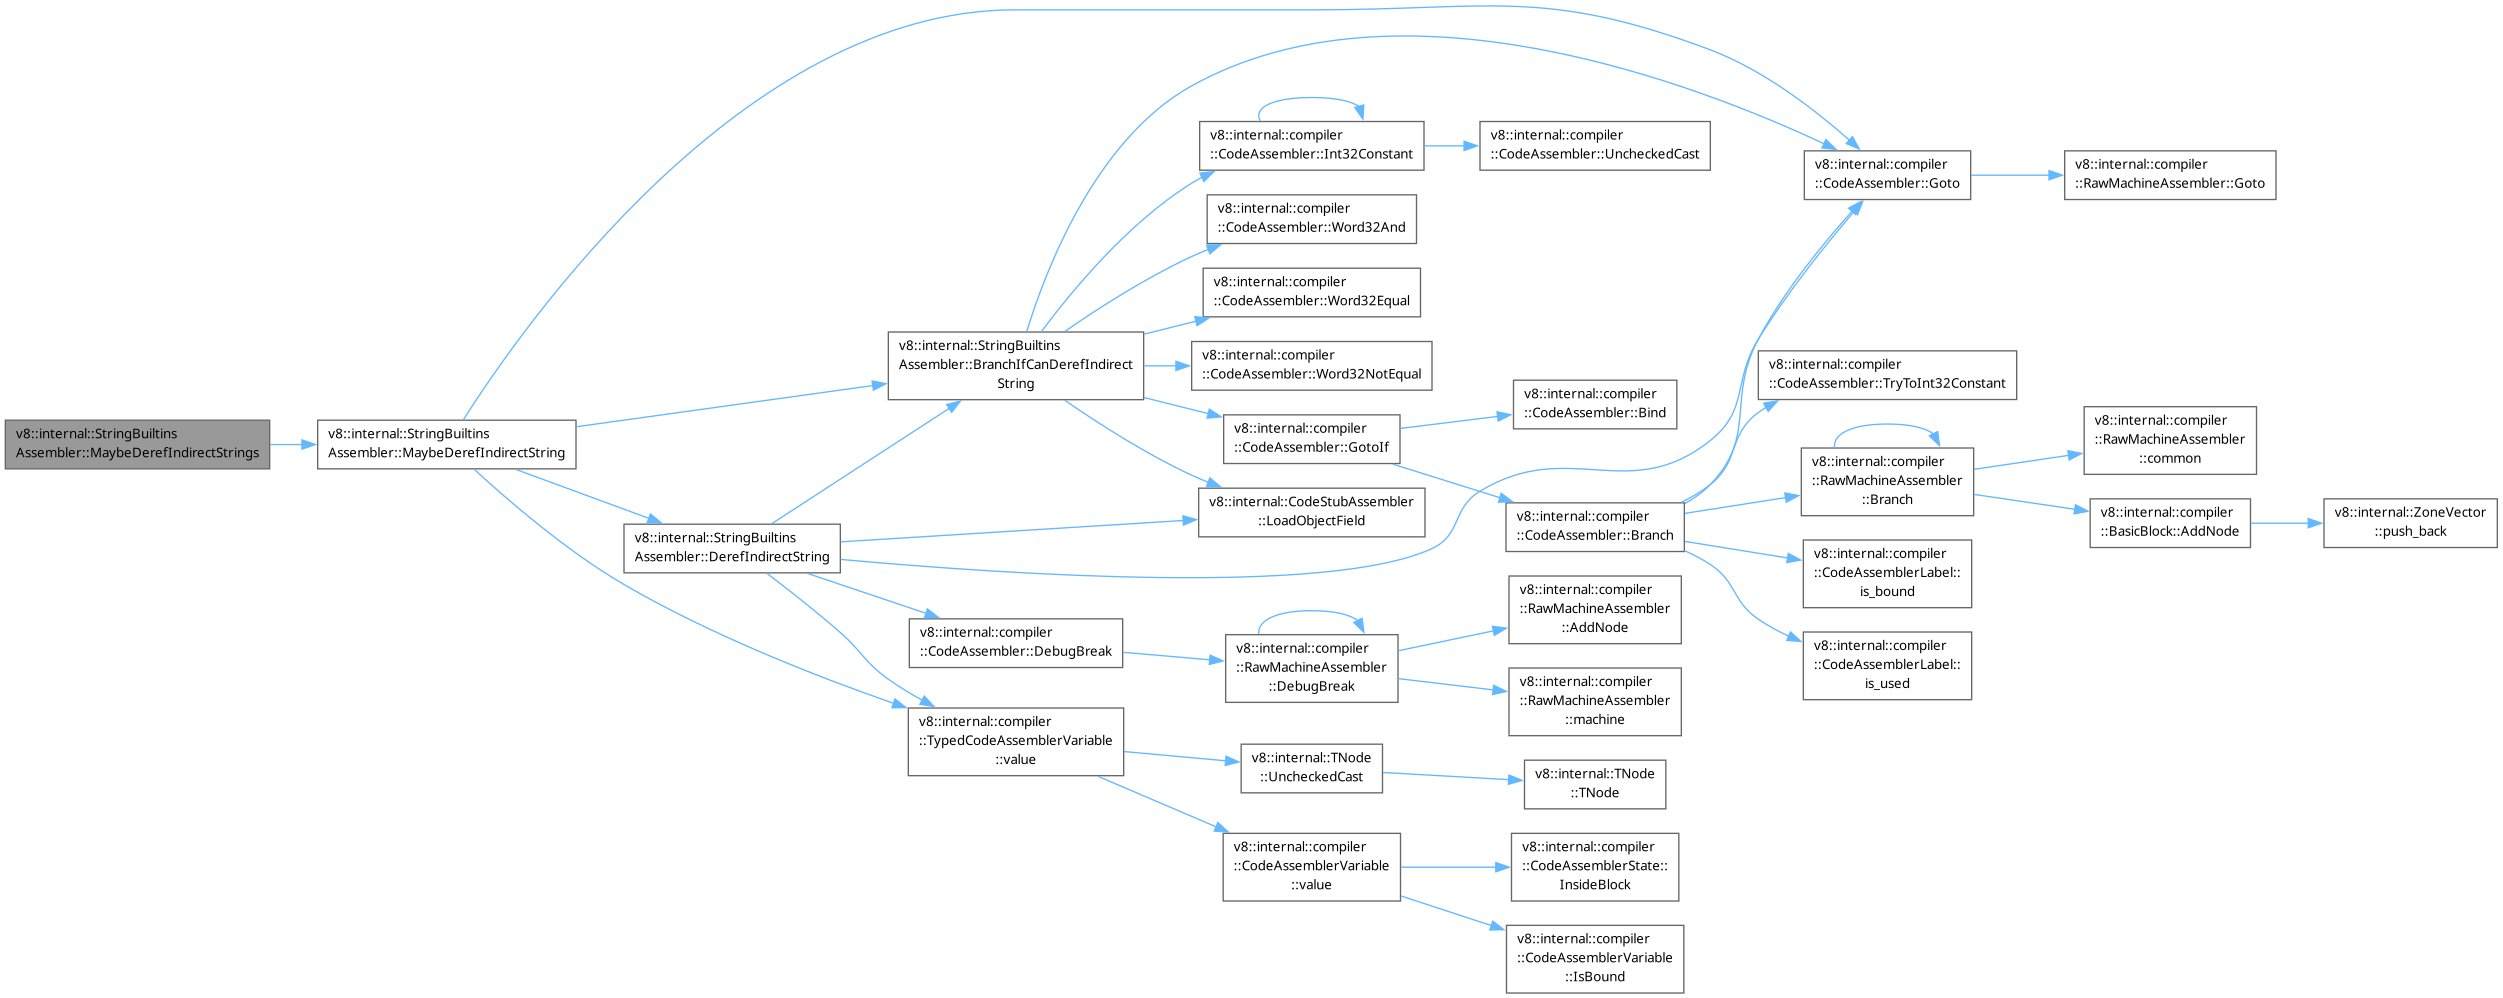 v8::internal::StringBuiltins
Assembler::MaybeDerefIndirectStrings
v8::internal::StringBuiltins
Assembler::MaybeDerefIndirectString
v8::internal::StringBuiltins
Assembler::BranchIfCanDerefIndirect
String
v8::internal::StringBuiltins
Assembler::DerefIndirectString
v8::internal::compiler
::CodeAssembler::DebugBreak
v8::internal::compiler
::TypedCodeAssemblerVariable
::value
v8::internal::compiler
::CodeAssembler::Int32Constant
v8::internal::compiler
::CodeAssembler::UncheckedCast
v8::internal::compiler
::CodeAssembler::Word32And
v8::internal::compiler
::CodeAssembler::Word32Equal
v8::internal::compiler
::CodeAssembler::Word32NotEqual
v8::internal::compiler
::CodeAssembler::GotoIf
v8::internal::CodeStubAssembler
::LoadObjectField
v8::internal::compiler
::RawMachineAssembler
::DebugBreak
v8::internal::TNode
::UncheckedCast
v8::internal::compiler
::CodeAssemblerVariable
::value
v8::internal::compiler
::CodeAssembler::Bind
v8::internal::compiler
::CodeAssembler::Branch
v8::internal::compiler
::RawMachineAssembler
::AddNode
v8::internal::compiler
::RawMachineAssembler
::machine
v8::internal::TNode
::TNode
v8::internal::compiler
::CodeAssemblerState::
InsideBlock
v8::internal::compiler
::CodeAssemblerVariable
::IsBound
v8::internal::compiler
::CodeAssembler::Goto
v8::internal::compiler
::RawMachineAssembler::Goto
v8::internal::compiler
::CodeAssembler::TryToInt32Constant
v8::internal::compiler
::RawMachineAssembler
::Branch
v8::internal::compiler
::CodeAssemblerLabel::
is_bound
v8::internal::compiler
::CodeAssemblerLabel::
is_used
v8::internal::compiler
::RawMachineAssembler
::common
v8::internal::compiler
::BasicBlock::AddNode
v8::internal::ZoneVector
::push_back